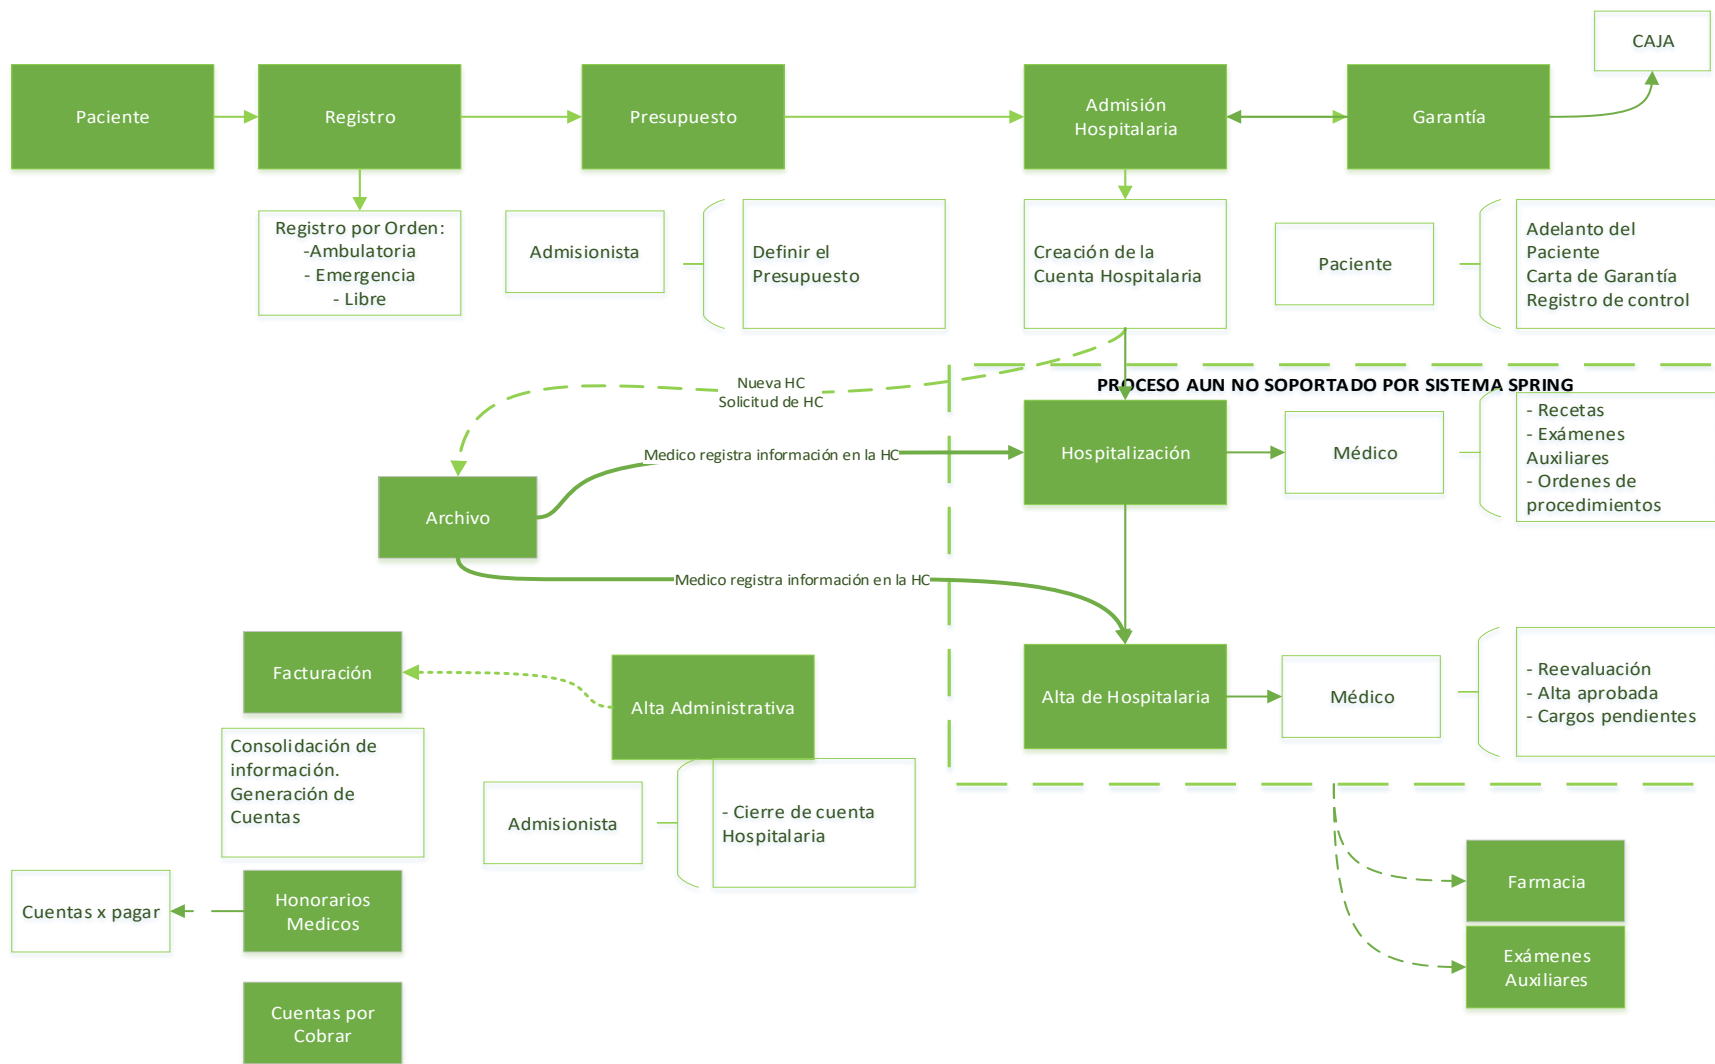 CAJA
Paciente
Registro
Presupuesto
Admisión
Hospitalaria
Garantía
Registro por Orden:
-Ambulatoria
- Emergencia
- Libre
Admisionista
Definir el
Presupuesto
Creación de la
Cuenta Hospitalaria
Paciente
Adelanto del
Paciente
Carta de Garantía
Registro de control
Nueva HC
Solicitud de HC
PROCESO AUN NO SOPORTADO POR SISTEMA SPRING
Medico registra información en la HC
Hospitalización
Médico
- Recetas
- Exámenes
Auxiliares
- Ordenes de
procedimientos
Archivo
Medico registra información en la HC
Facturación
Alta Administrativa
Alta de Hospitalaria
Médico
- Reevaluación
- Alta aprobada
- Cargos pendientes
Consolidación de
información.
Generación de
Cuentas
Admisionista
- Cierre de cuenta
Hospitalaria
Cuentas x pagar
Honorarios
Medicos
Farmacia
Exámenes
Auxiliares
Cuentas por
Cobrar